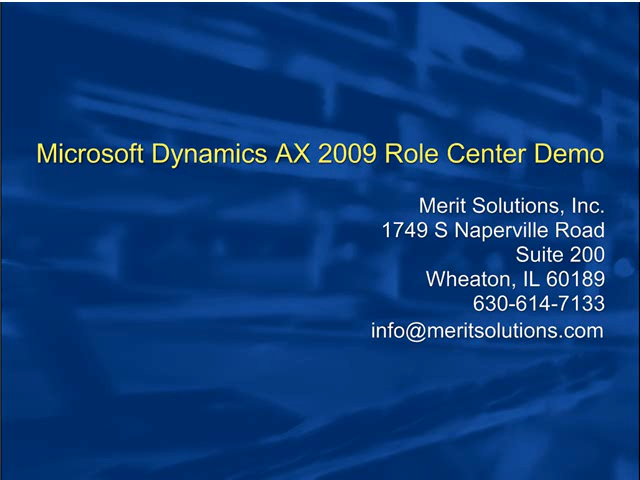 Microsoft Dynamics AX 2009 Role Center Demo
Merit Solutions, Inc.
1749 S Naperville Road
Suite 200
Wheaton, IL 60189
630-614-7133
info@meritsolutions.com